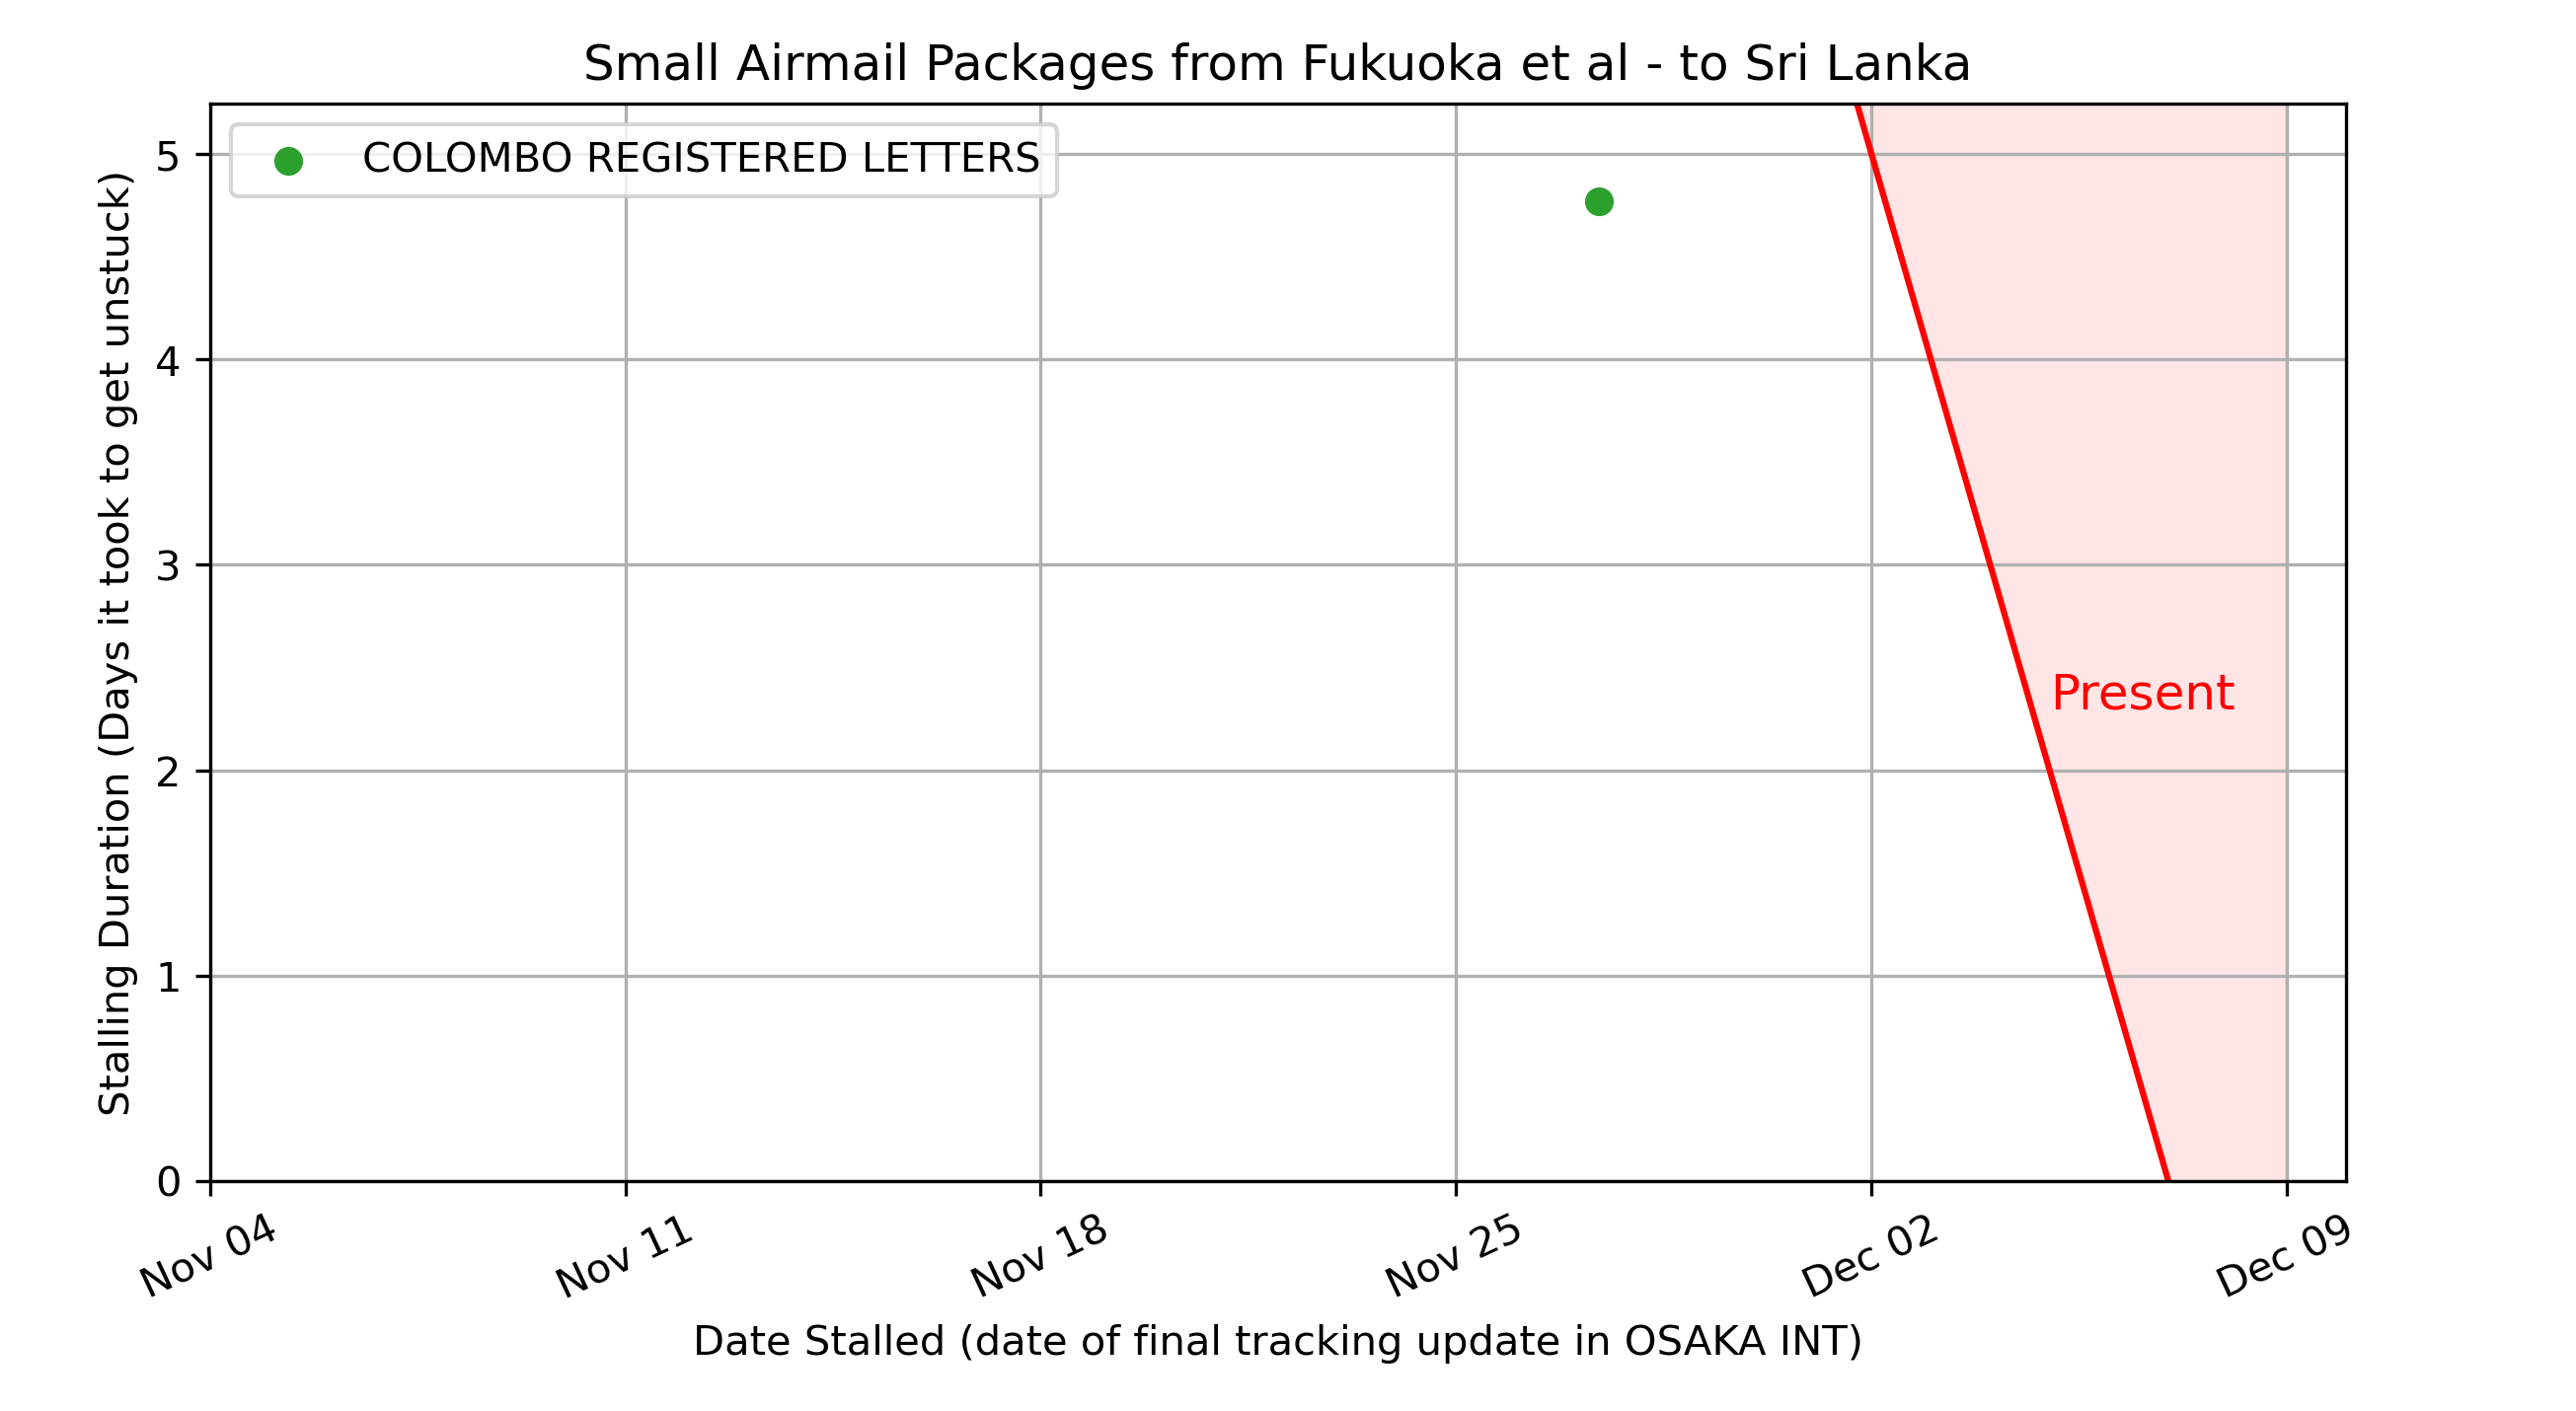 Small Airmail Packages from Fukuoka et al - to Sri Lanka
COLOMBO REGISTERED LETTERS
Stalling Duration (Days it took to get unstuck)
5
4
3
2
1
0
Present
Nov 04
Nov 11
Nov 18
Nov 25
Dec 02
Dec 09
Date Stalled (date of final tracking update in OSAKA INT)